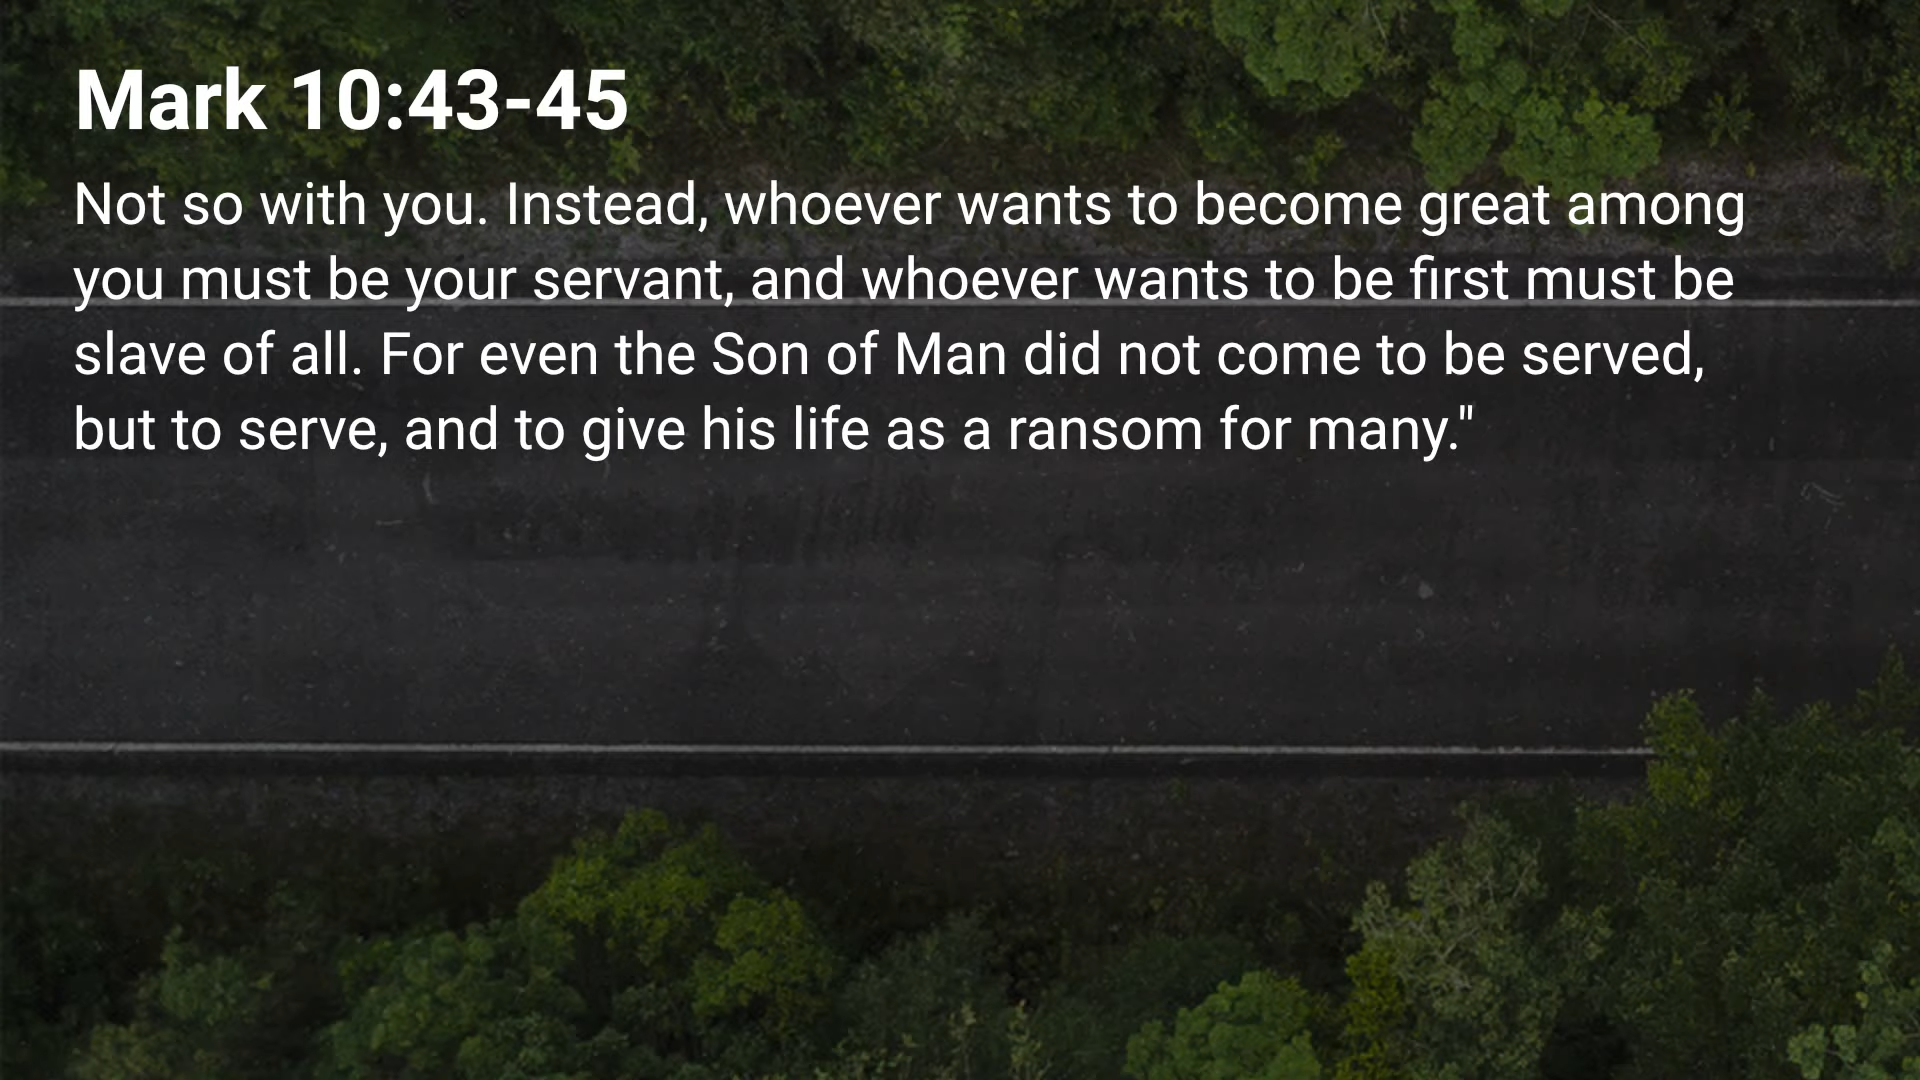 Mark 10:43-45
Not so with you. Instead, whoever wants to become great among
you must be your servant, and whoever wants to be first must be
slave of all. For even the Son of Man did not come to be served,
but to serve, and to give his life as a ransom for many."